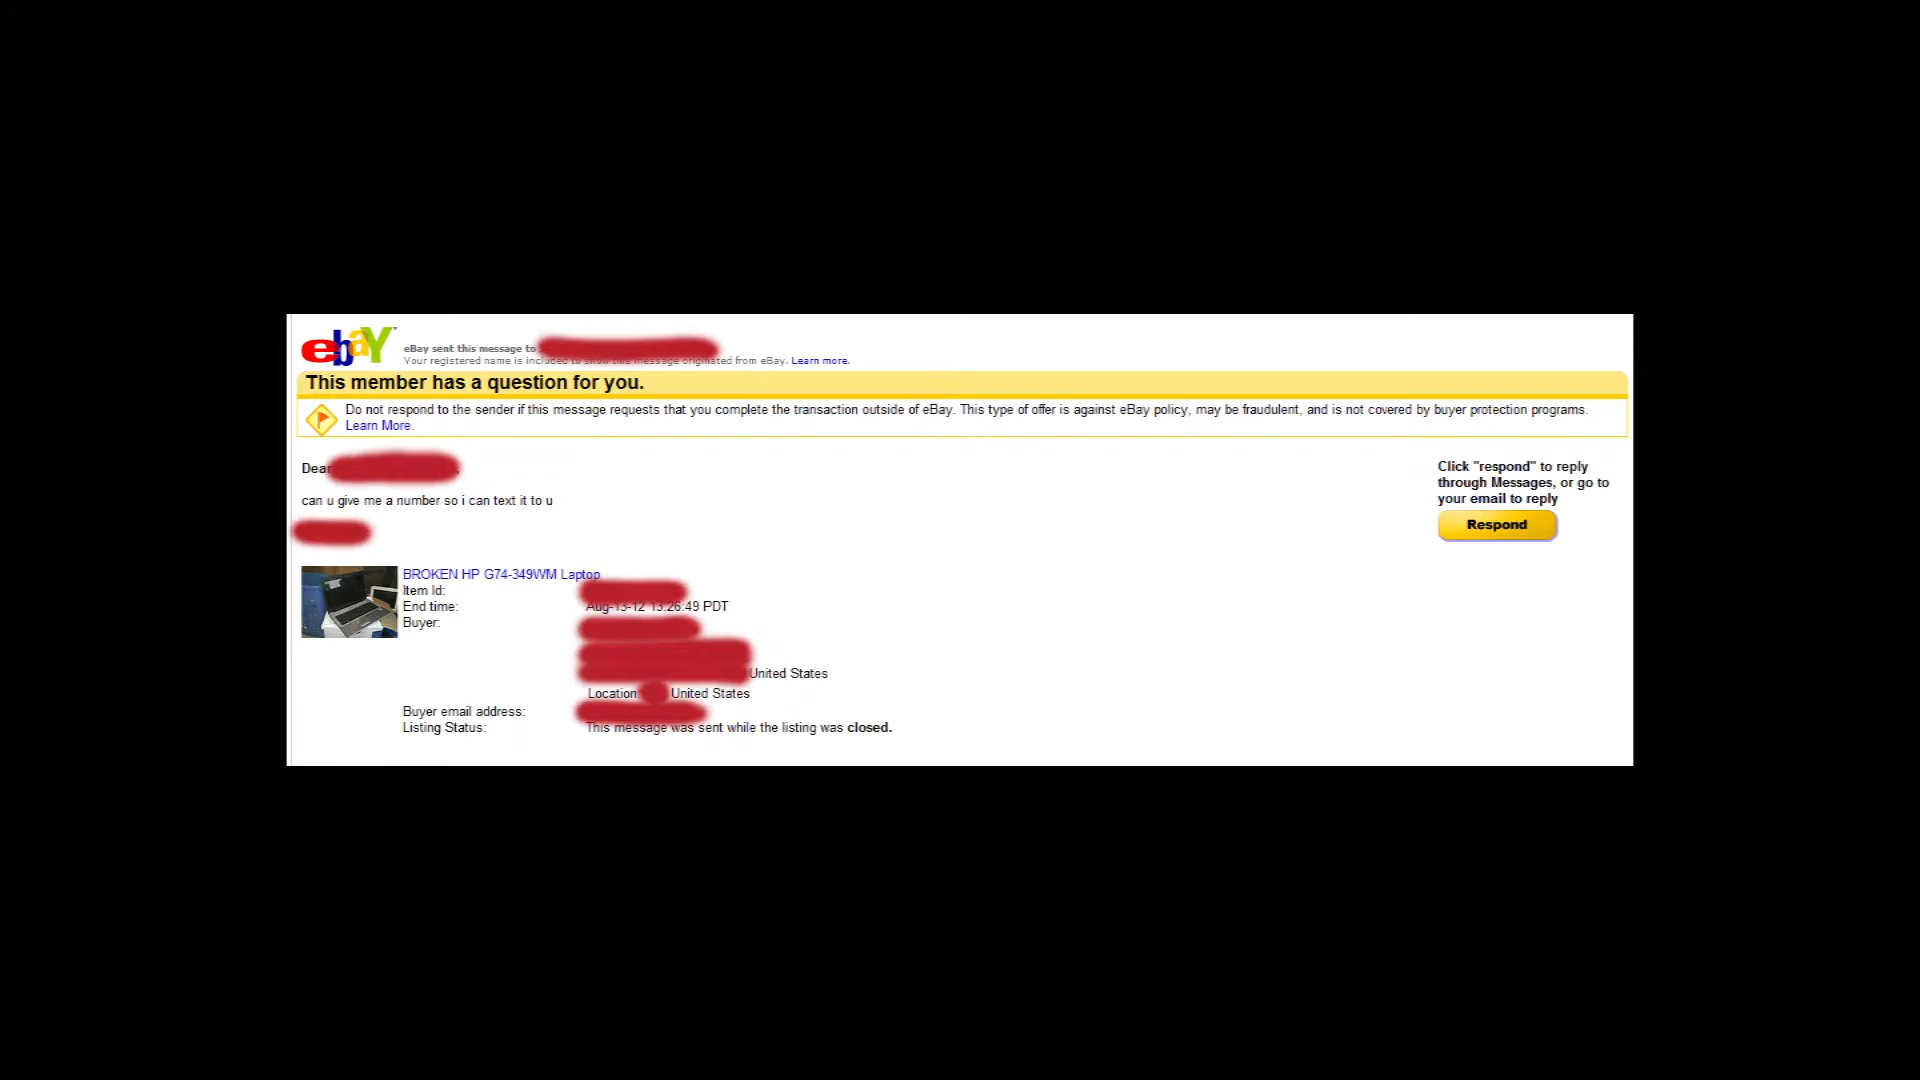 ebaY
eBay sent this message to
Your registered name is included to show this message originated from eBay. Learn more.
This member has a question for you.
Do not respond to the sender if this message requests that you complete the transaction outside of eBay. This type of offer is against eBay policy, may be fraudulent, and is not covered by buyer protection programs.
Learn More.
Dear
can u give me a number so i can text it to u
Click "respond" to reply
through Messages, or go to
your email to reply
Respond
BROKEN HP G74-349WM Laptop
Item Id:
End time: Aug-13-12 13:26:49 PDT
Buyer:
United States
Location: United States
Buyer email address:
Listing Status: This message was sent while the listing was closed.